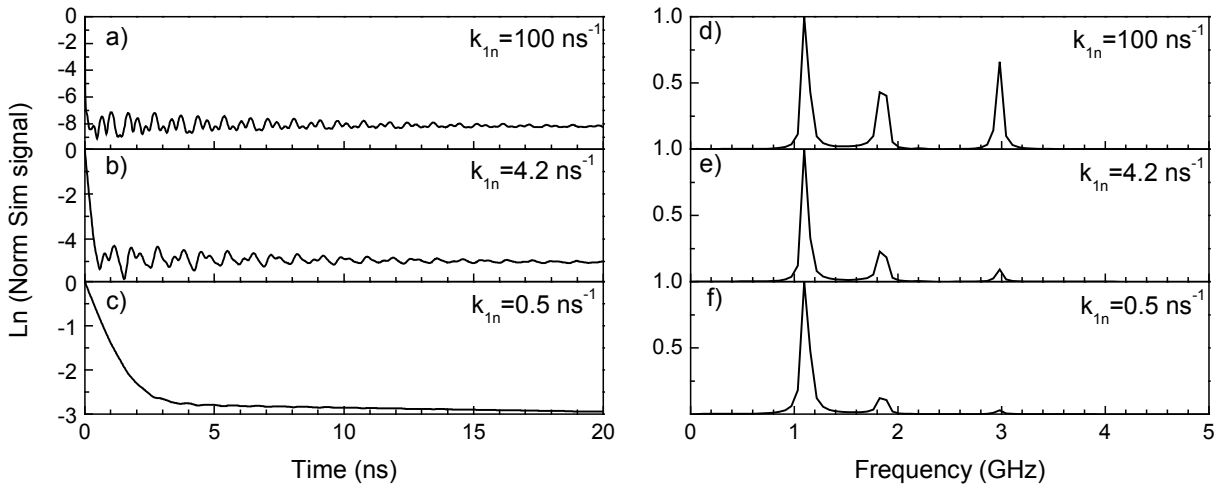 Ln (Norm Sim signal)
0
-2
-4
-6
-8
a)
k1n=100 ns-1
0
-2
-4
b)
k1n=4.2 ns-1
0
-1
-2
-3
c)
k1n=0.5 ns-1
0 5 10 15 20
Time (ns)
1.0
0.5
d)
k1n=100 ns-1
1.0
0.5
e)
k1n=4.2 ns-1
1.0
0.5
f)
k1n=0.5 ns-1
0 1 2 3 4 5
Frequency (GHz)